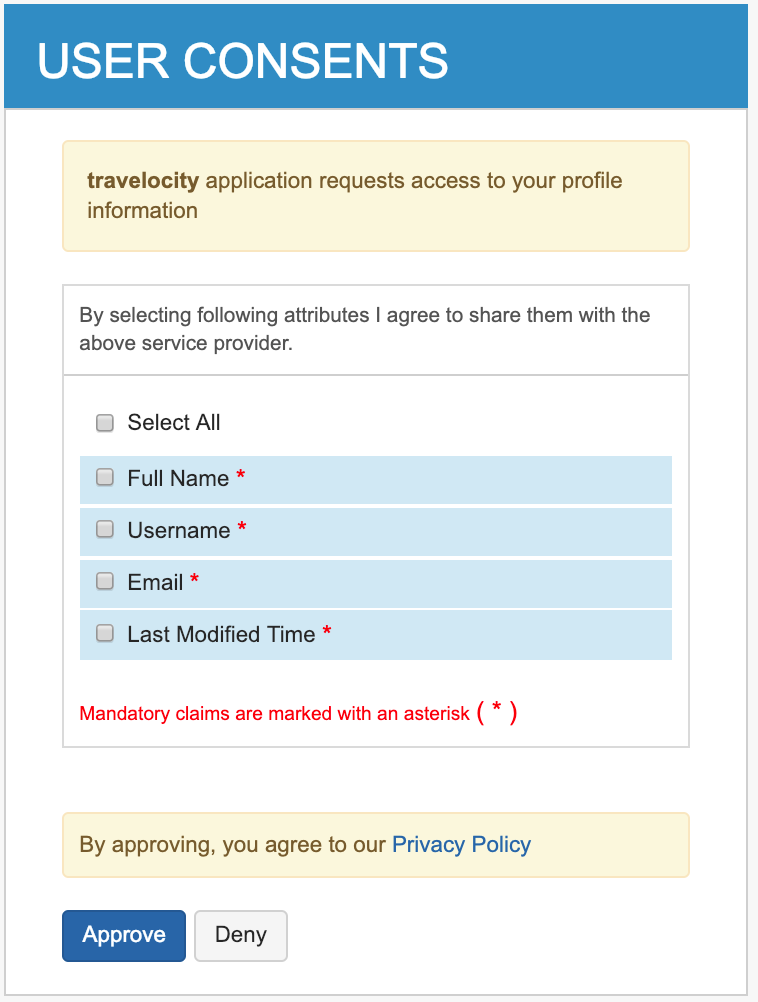 USER CONSENTS
travelocity application requests access to your profile
information
By selecting following attributes I agree to share them with the
above service provider.
Select All
Full Name *
Username *
Email *
Last Modified Time *
Mandatory claims are marked with an asterisk ( * )
By approving, you agree to our Privacy Policy
Approve Deny